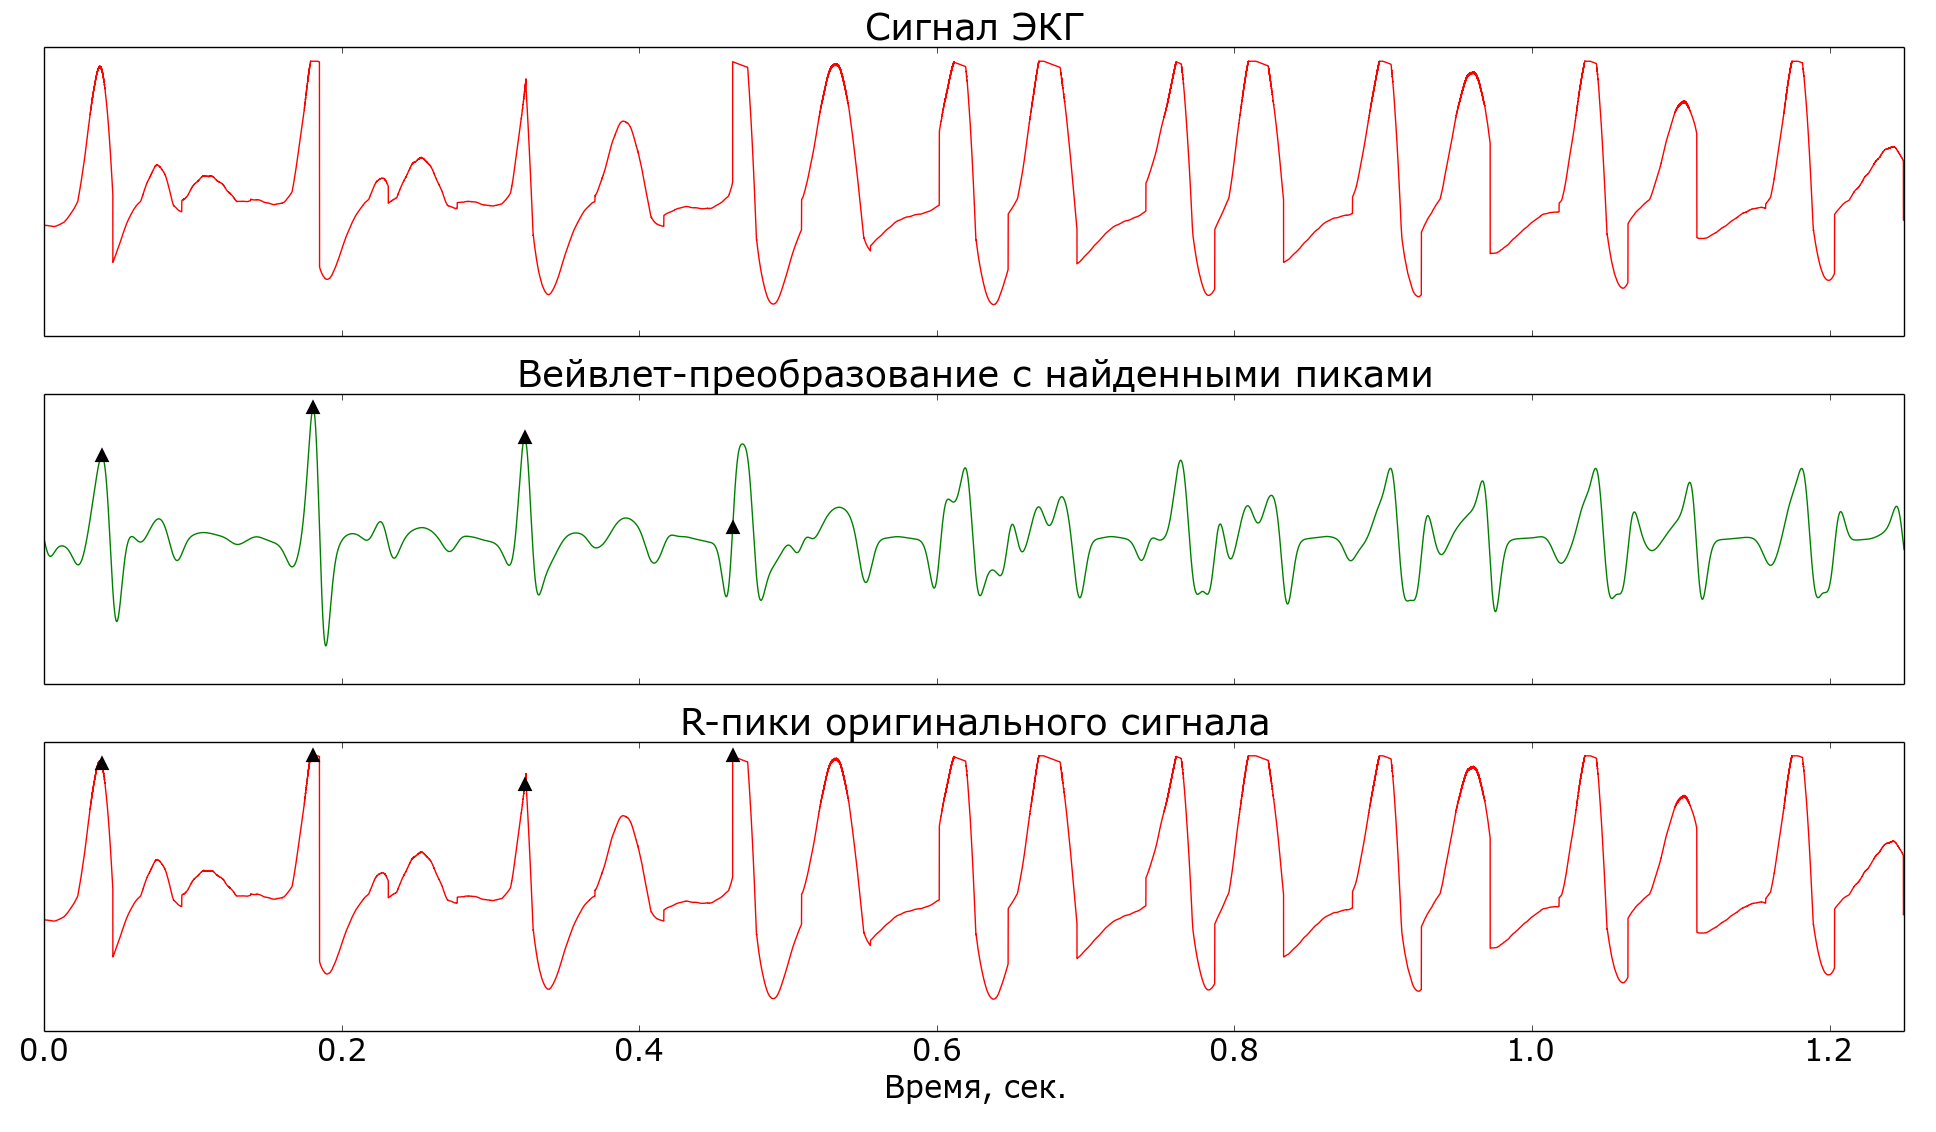 Сигнал ЭКГ
Вейвлет-преобразование с найденными пиками
R-пики оригинального сигнала
0.0 0.2 0.4 0.6 0.8 1.0 1.2
Время, сек.